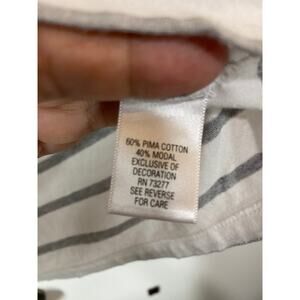 60% PIMA COTTON
40% MODAL
EXCLUSIVE OF
DECORATION
RN 73277
SEE REVERSE
FOR CARE